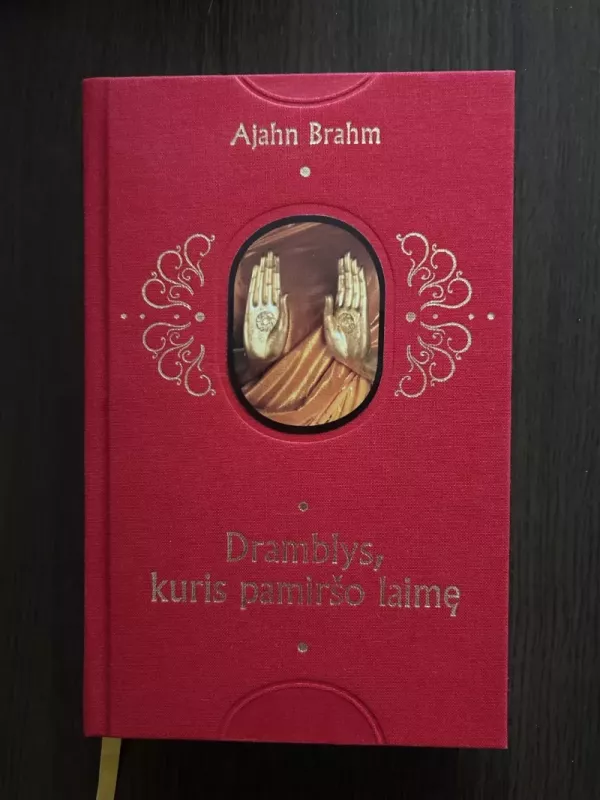 Ajahn Brahm
Dramblys,
kuris pamiršo laimę